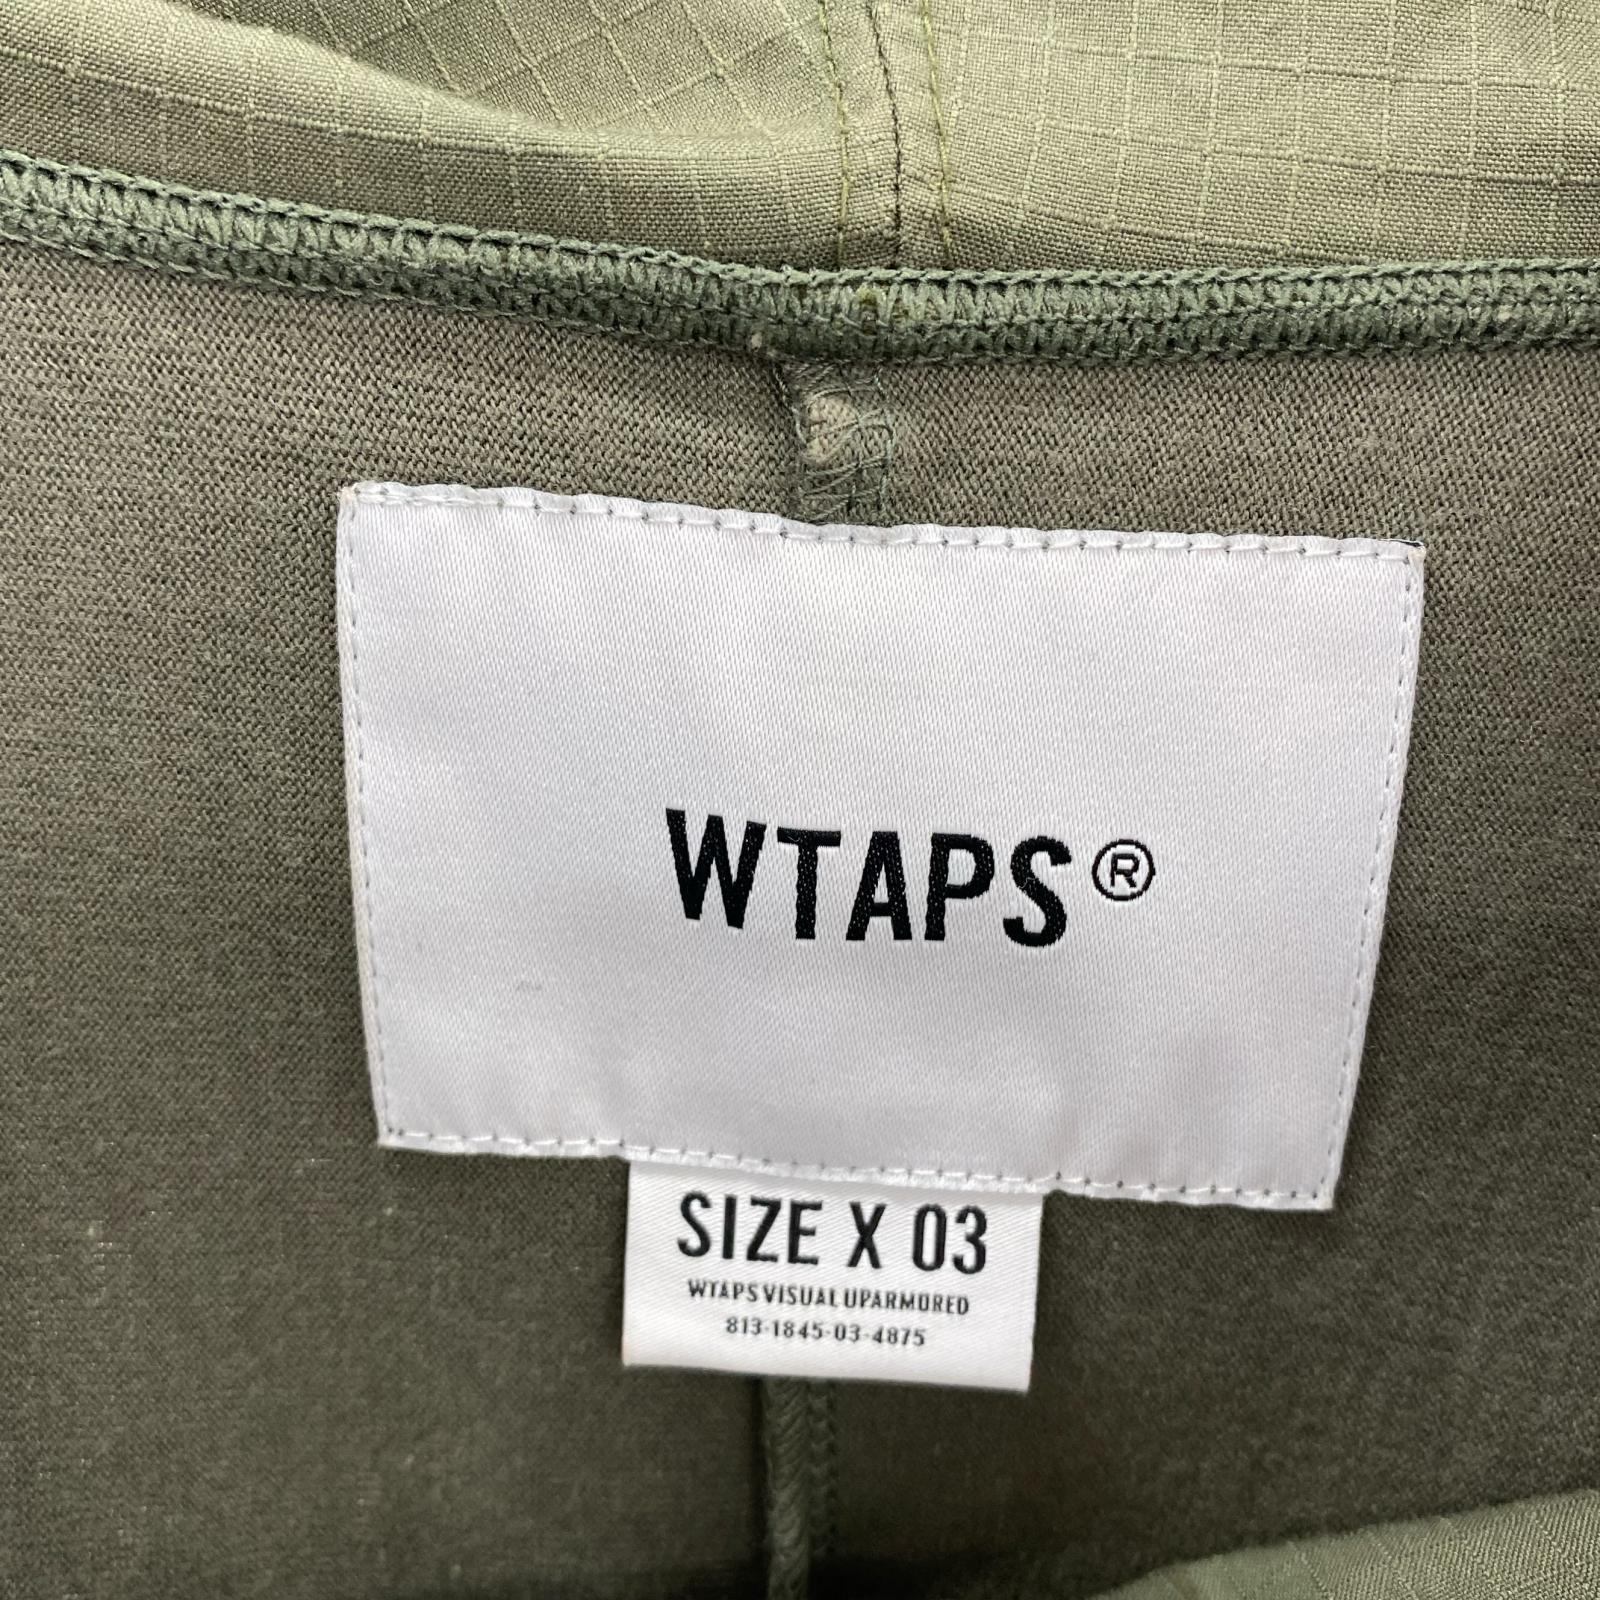 WTAPS®
SIZE X 03
WTAPS VISUAL UPARMORED
813-1845-03-4875